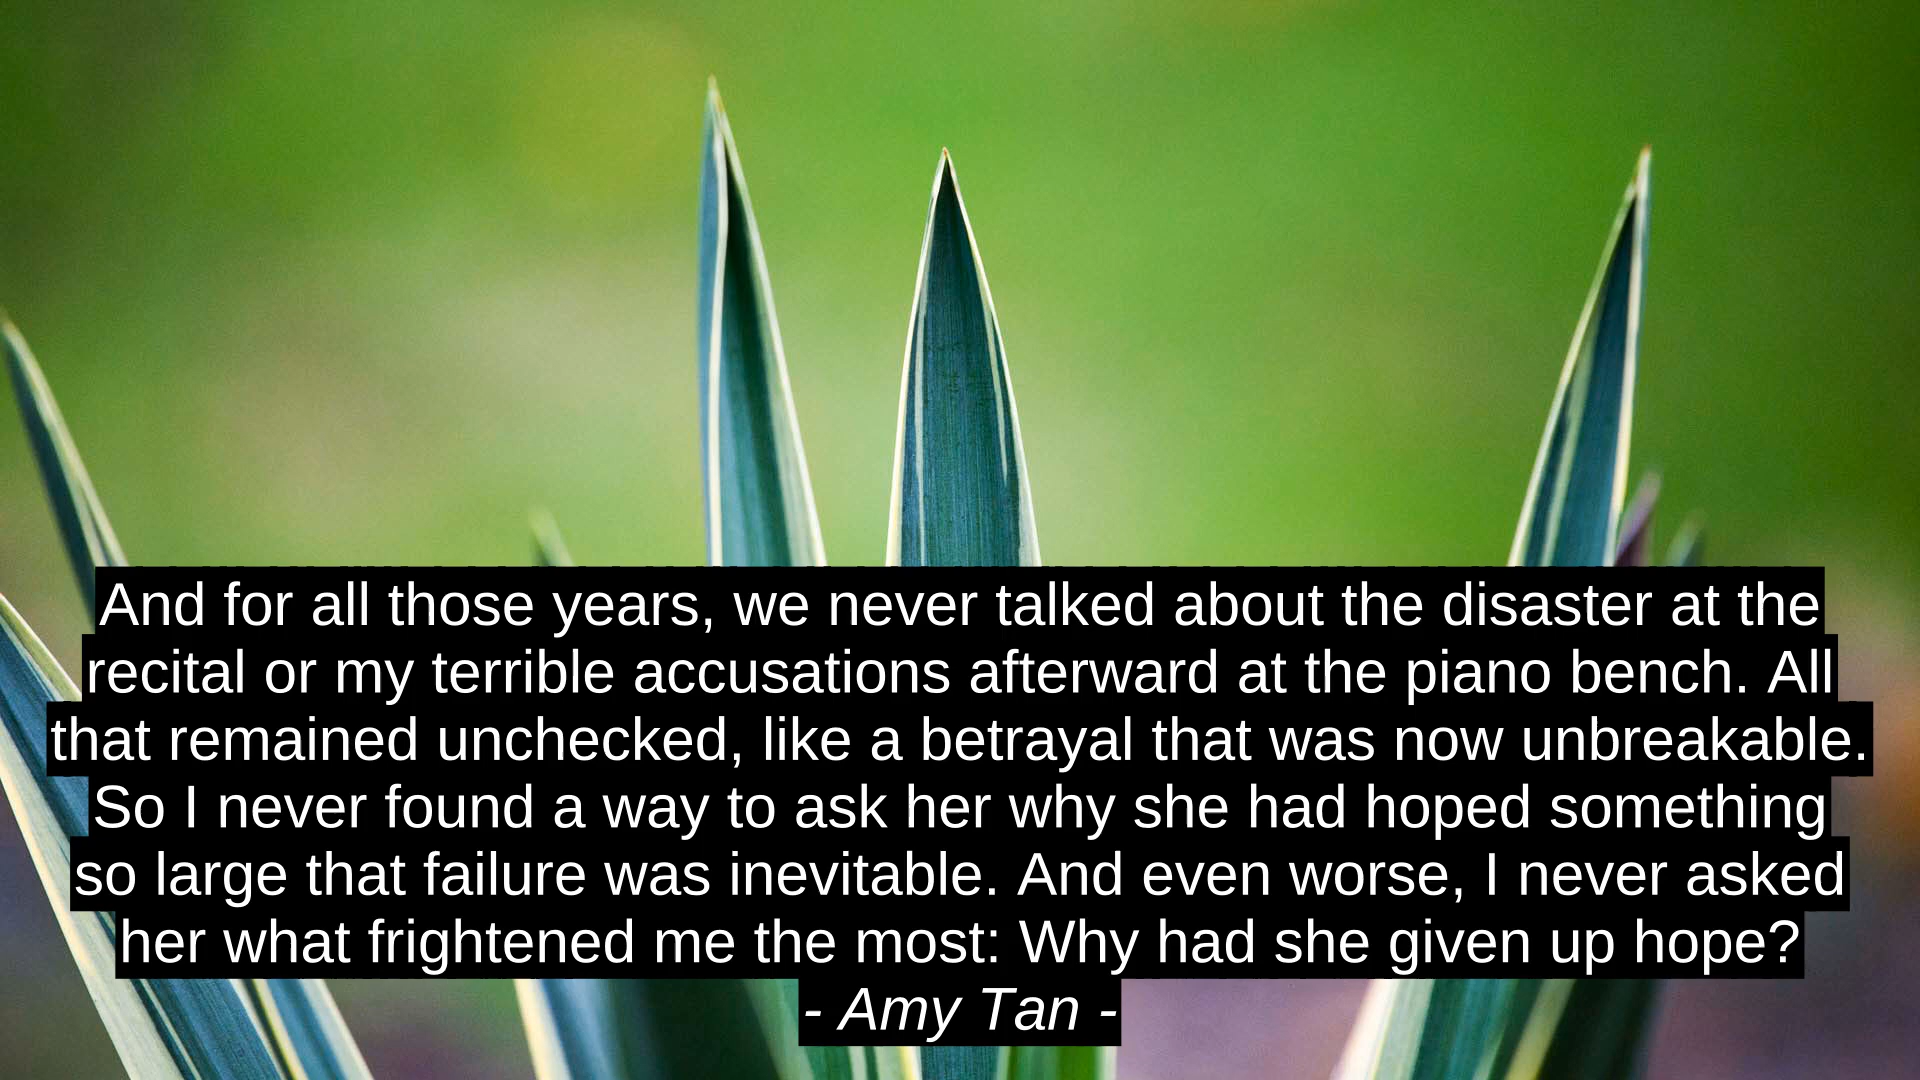 And for all those years, we never talked about the disaster at the
recital or my terrible accusations afterward at the piano bench. All
that remained unchecked, like a betrayal that was now unbreakable.
So I never found a way to ask her why she had hoped something
so large that failure was inevitable. And even worse, I never asked
her what frightened me the most: Why had she given up hope?
- Amy Tan -